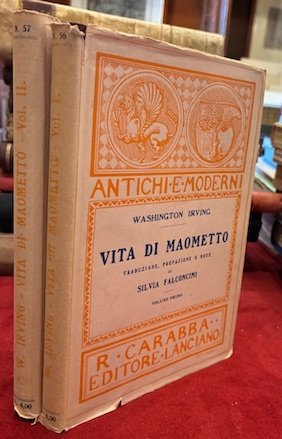 ANTICHI·E·MODERNI
WASHINGTON IRVING
VITA DI MAOMETTO
TRADUZIONE, PREFAZIONE E NOTE
DI
SILVIA FALCONCINI
VOLUME PRIMO
R·CARABBA·
EDITORE·LANCIANO
N. 57
W. IRVING - VITA DI MAOMETTO - Vol. II.
56
W. IRVING - VITA DI MAOMETTO - Vol. I.